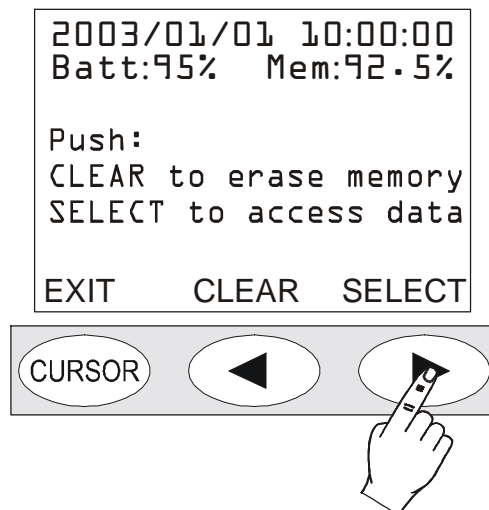 2003/01/01 10:00:00
Batt:95% Mem:92.5%
Push:
CLEAR to erase memory
SELECT to access data
EXIT CLEAR SELECT
CURSOR